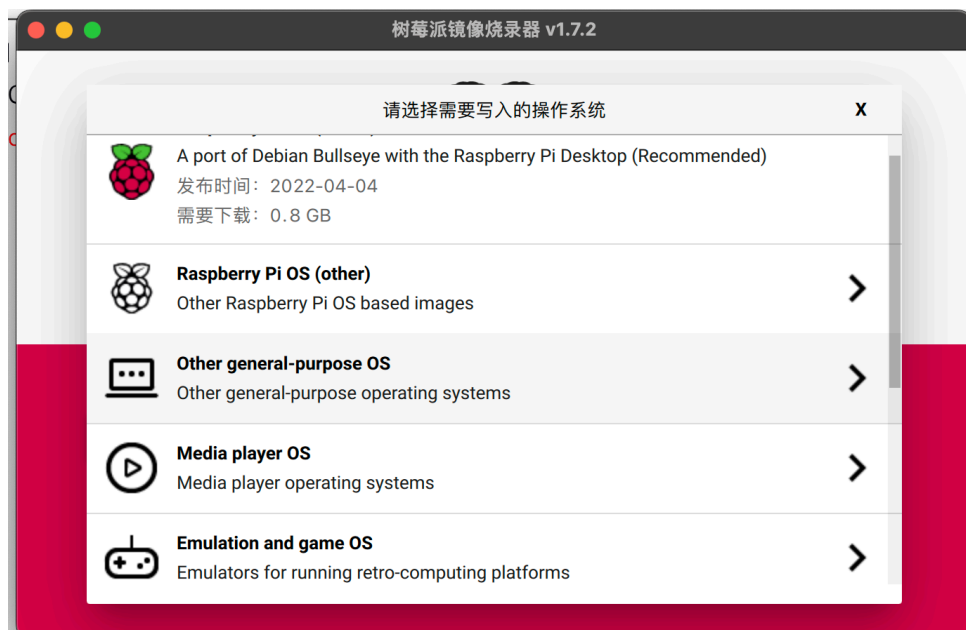 树莓派镜像烧录器 v1.7.2
请选择需要写入的操作系统
X
A port of Debian Bullseye with the Raspberry Pi Desktop (Recommended)
发布时间：2022-04-04
需要下载：0.8 GB
Raspberry Pi OS (other)
Other Raspberry Pi OS based images
Other general-purpose OS
Other general-purpose operating systems
Media player OS
Media player operating systems
Emulation and game OS
Emulators for running retro-computing platforms